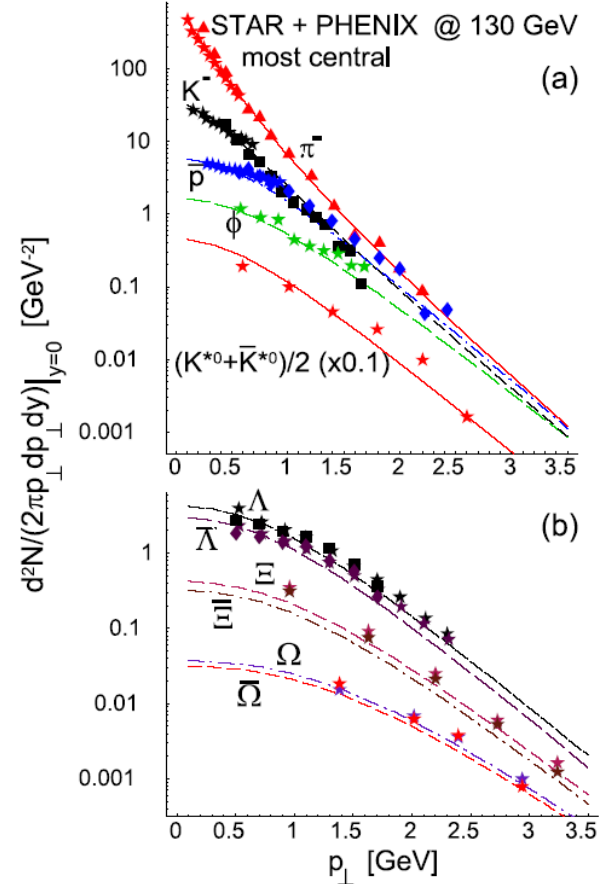 STAR + PHENIX @ 130 GeV
most central
(a)
100
10
1
0.1
0.01
0.001
K⁻
π⁻
p̅
ϕ
(K*⁰+K̅*⁰)/2 (x0.1)
0 0.5 1 1.5 2 2.5 3 3.5
d²N/(2πp⊥dp⊥dy)|y=0 [GeV⁻²]
(b)
1
0.1
0.01
0.001
Λ
Λ̅
Ξ
Ξ̅
Ω
Ω̅
0 0.5 1 1.5 2 2.5 3 3.5
p⊥ [GeV]